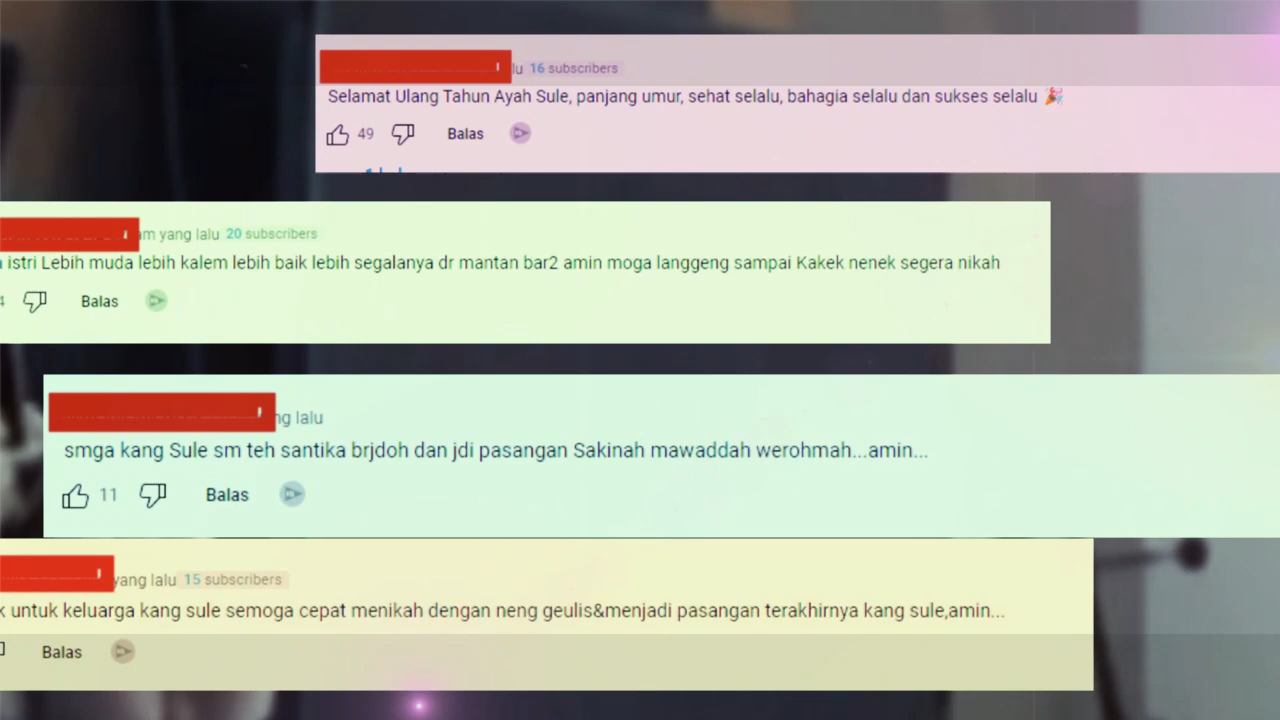 lu 16 subscribers
Selamat Ulang Tahun Ayah Sule, panjang umur, sehat selalu, bahagia selalu dan sukses selalu 🎉
49 Balas
am yang lalu 20 subscribers
istri Lebih muda lebih kalem lebih baik lebih segalanya dr mantan bar2 amin moga langgeng sampai Kakek nenek segera nikah
4 Balas
ng lalu
smga kang Sule sm teh santika brjdoh dan jdi pasangan Sakinah mawaddah werohmah...amin...
11 Balas
yang lalu 15 subscribers
k untuk keluarga kang sule semoga cepat menikah dengan neng geulis&menjadi pasangan terakhirnya kang sule,amin...
Balas